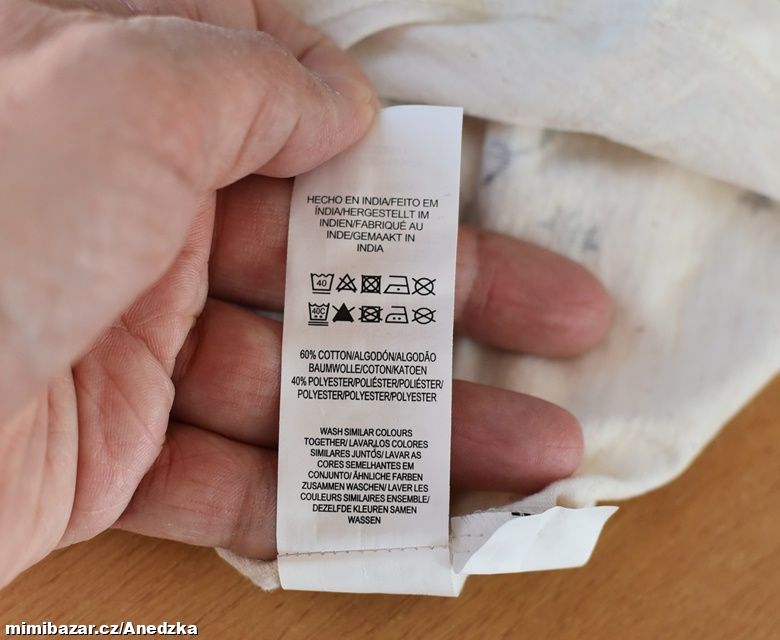 HECHO EN INDIA/FEITO EM
ÍNDIA/HERGESTELLT IM
INDIEN/FABRIQUÉ AU
INDE/GEMAAKT IN
INDIA
40
40C
60% COTTON/ALGODÓN/ALGODÃO
BAUMWOLLE/COTON/KATOEN
40% POLYESTER/POLIÉSTER/POLIÉSTER/
POLYESTER/POLYESTER/POLYESTER
WASH SIMILAR COLOURS
TOGETHER/ LAVAR LOS COLORES
SIMILARES JUNTOS/ LAVAR AS
CORES SEMELHANTES EM
CONJUNTO/ ÄHNLICHE FARBEN
ZUSAMMEN WASCHEN/ LAVER LES
COULEURS SIMILAIRES ENSEMBLE/
DEZELFDE KLEUREN SAMEN
WASSEN
mimibazar.cz/Anedzka